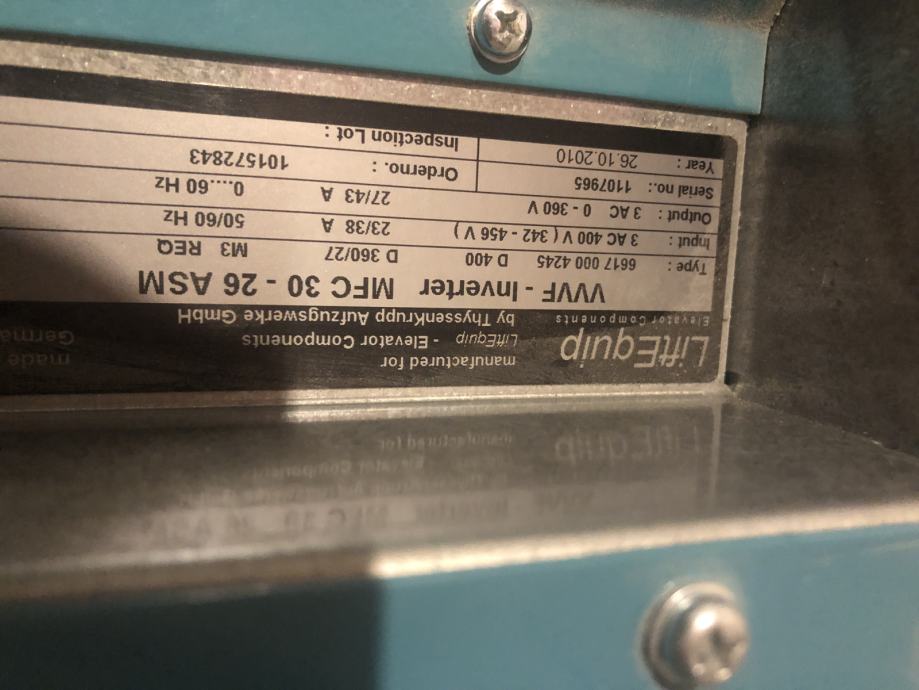 LiftEquip
Elevator Components
manufactured for
LiftEquip - Elevator Components
by ThyssenKrupp Aufzugswerke GmbH
made
Germa
VVVF - Inverter MFC 30 - 26 ASM
Type : 6617 000 4245 D 400 D 360/27 M3 REQ
Input : 3 AC 400 V ( 342 - 456 V ) 23/38 A 50/60 Hz
Output : 3 AC 0 - 360 V 27/43 A 0....60 Hz
Serial no.: 1107965 Orderno. : 101572843
Year : 26.10.2010 Inspection Lot :